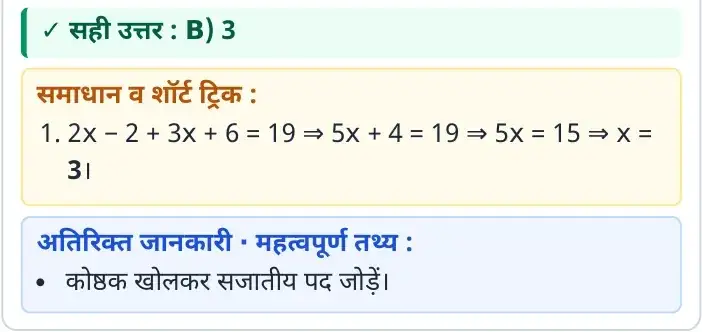 ✓ सही उत्तर : B) 3
समाधान व शॉर्ट ट्रिक :
1. 2x − 2 + 3x + 6 = 19 ⇒ 5x + 4 = 19 ⇒ 5x = 15 ⇒ x =
3।
अतिरिक्त जानकारी · महत्वपूर्ण तथ्य :
• कोष्ठक खोलकर सजातीय पद जोड़ें।